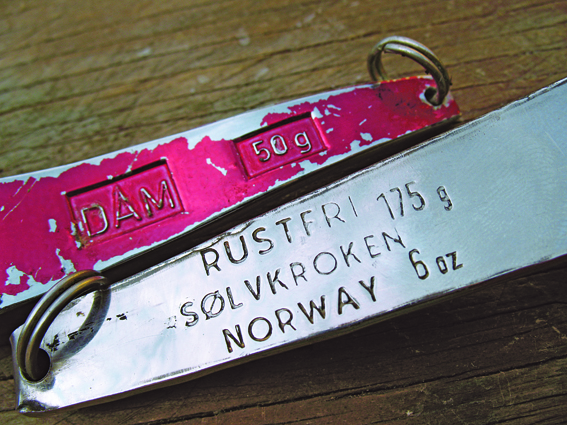 DAM
50 g
RUSTFRI 175 g
SØLVKROKEN
NORWAY 6 oz